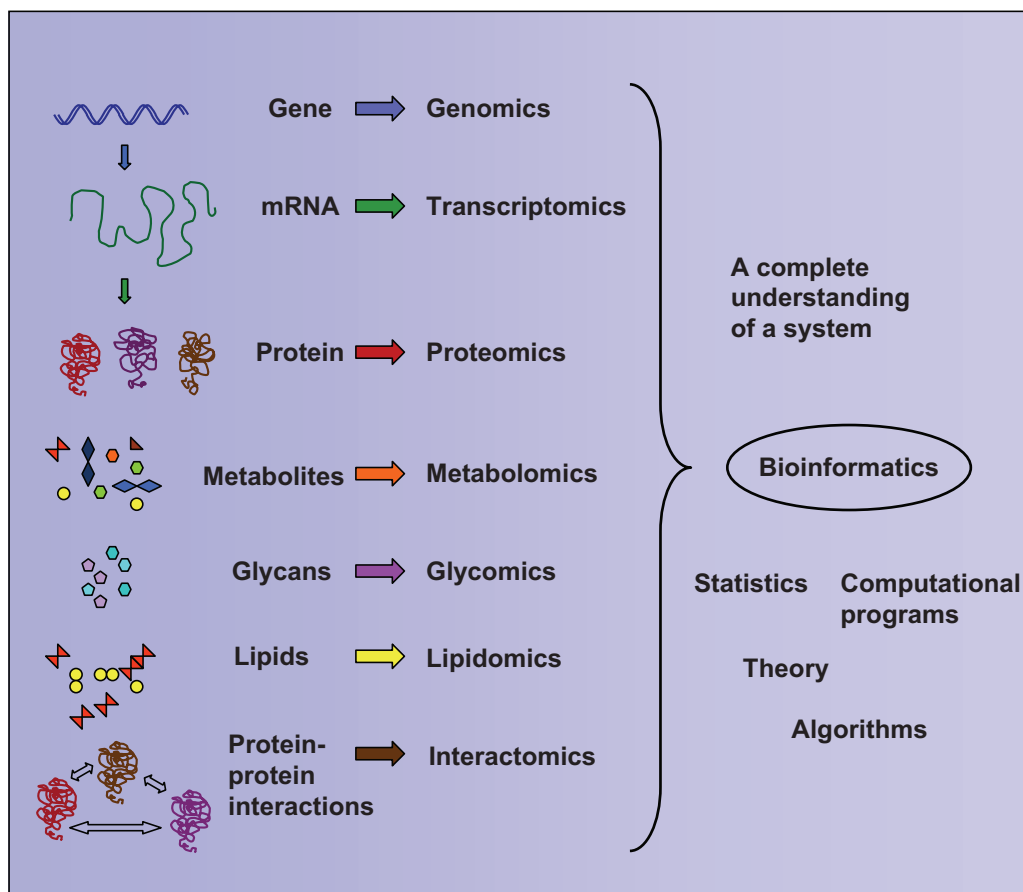 Gene Genomics
mRNA Transcriptomics
Protein Proteomics
Metabolites Metabolomics
Glycans Glycomics
Lipids Lipidomics
Protein-
protein
interactions
Interactomics
A complete
understanding
of a system
Bioinformatics
Statistics
Computational
programs
Theory
Algorithms